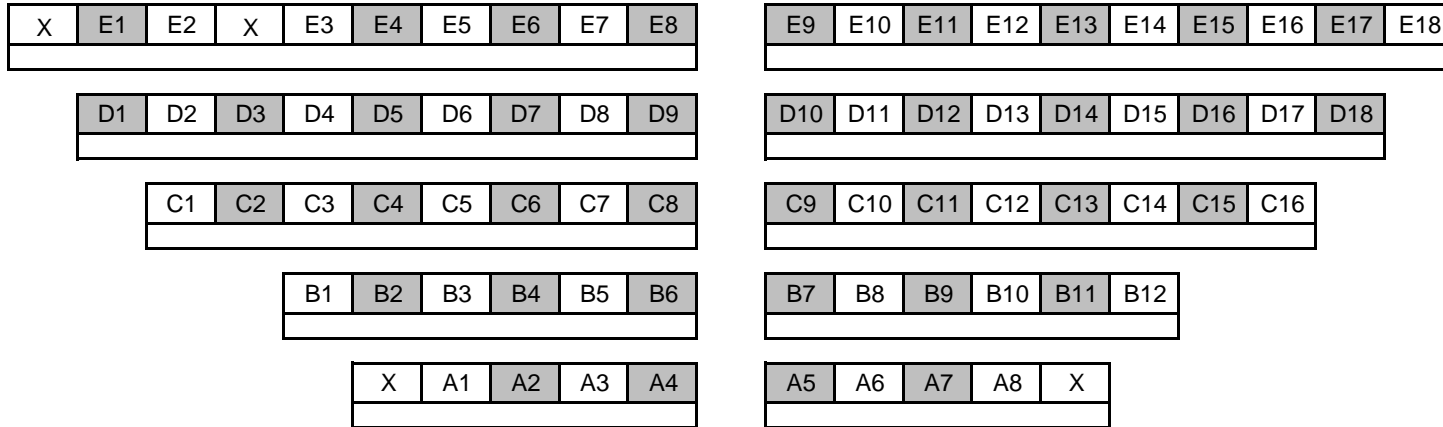 X E1 E2 X E3 E4 E5 E6 E7 E8 E9 E10 E11 E12 E13 E14 E15 E16 E17 E18
D1 D2 D3 D4 D5 D6 D7 D8 D9 D10 D11 D12 D13 D14 D15 D16 D17 D18
C1 C2 C3 C4 C5 C6 C7 C8 C9 C10 C11 C12 C13 C14 C15 C16
B1 B2 B3 B4 B5 B6 B7 B8 B9 B10 B11 B12
X A1 A2 A3 A4 A5 A6 A7 A8 X